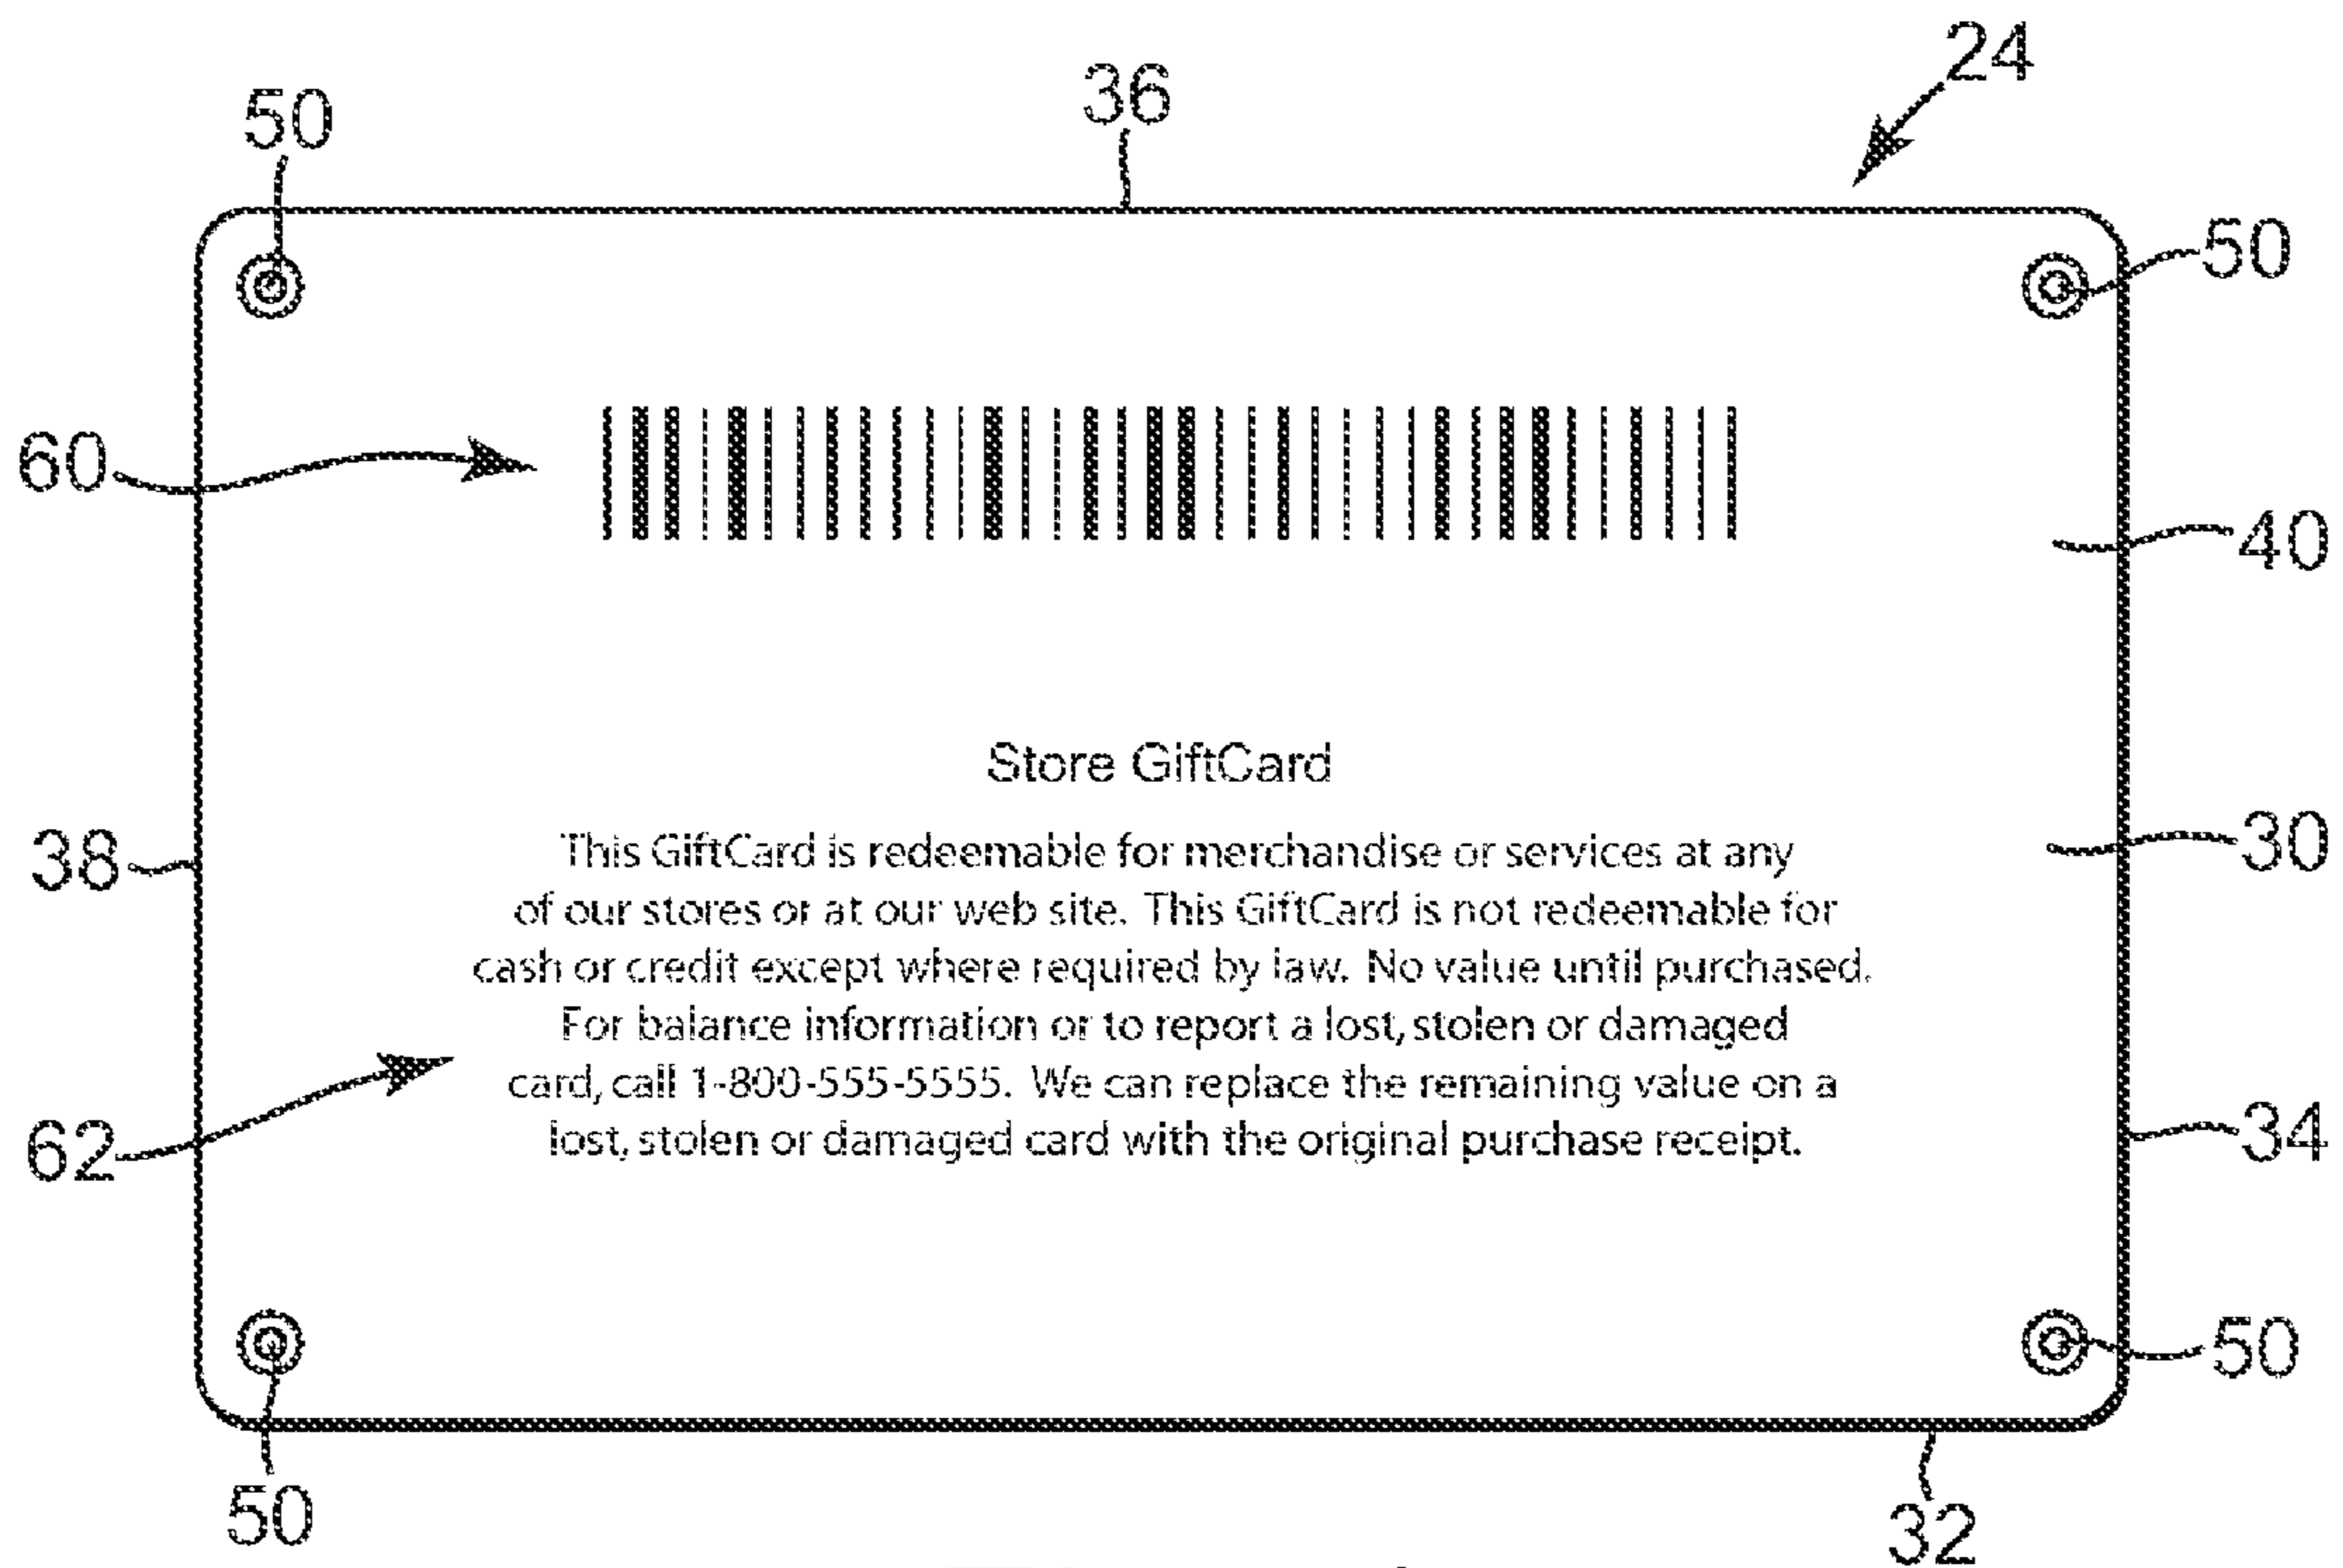 24
36
50
50
60
40
Store GiftCard
This GiftCard is redeemable for merchandise or services at any
of our stores or at our web site. This GiftCard is not redeemable for
cash or credit except where required by law. No value until purchased.
For balance information or to report a lost, stolen or damaged
card, call 1-800-555-5555. We can replace the remaining value on a
lost, stolen or damaged card with the original purchase receipt.
38
30
62
34
50
50
32